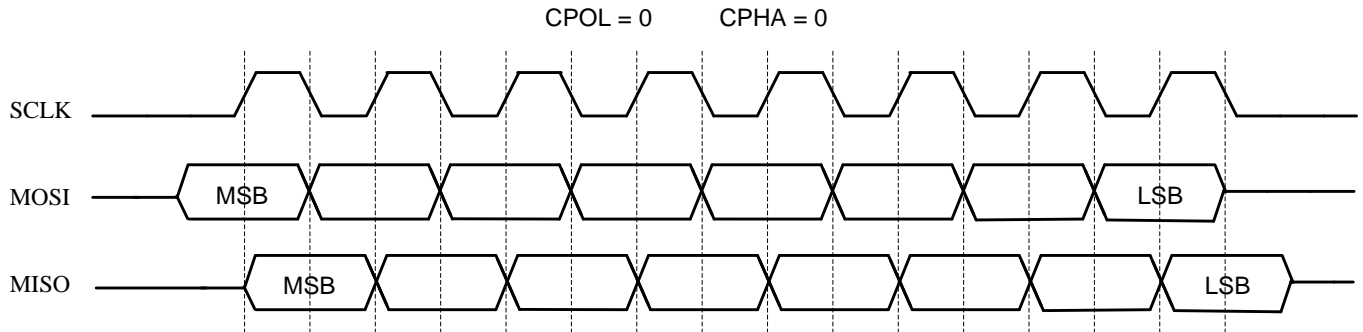 CPOL = 0 CPHA = 0
SCLK
MOSI MSB LSB
MISO MSB LSB